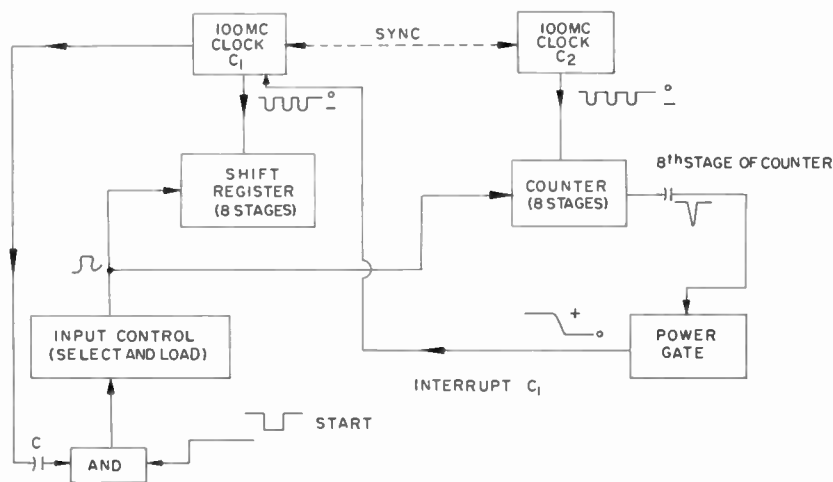 100MC
CLOCK
C1
SYNC
100MC
CLOCK
C2
o
–
o
–
8th STAGE OF COUNTER
SHIFT
REGISTER
(8 STAGES)
COUNTER
(8 STAGES)
+
o
INPUT CONTROL
(SELECT AND LOAD)
POWER
GATE
INTERRUPT C1
START
C
AND